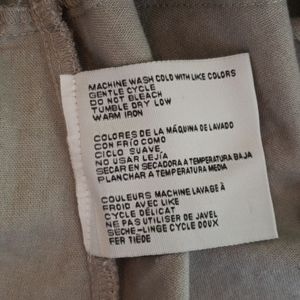 MACHINE WASH COLD WITH LIKE COLORS
GENTLE CYCLE
DO NOT BLEACH
TUMBLE DRY LOW
WARM IRON
COLORES DE LA MÁQUINA DE LAVADO
CON FRÍO COMO
CICLO SUAVE
NO USAR LEJÍA
SECAR EN SECADORA A TEMPERATURA BAJA
PLANCHAR A TEMPERATURA MEDIA
COULEURS MACHINE LAVAGE À
FROID AVEC LIKE
CYCLE DÉLICAT
NE PAS UTILISER DE JAVEL
SÈCHE-LINGE CYCLE DOUX
FER TIÈDE